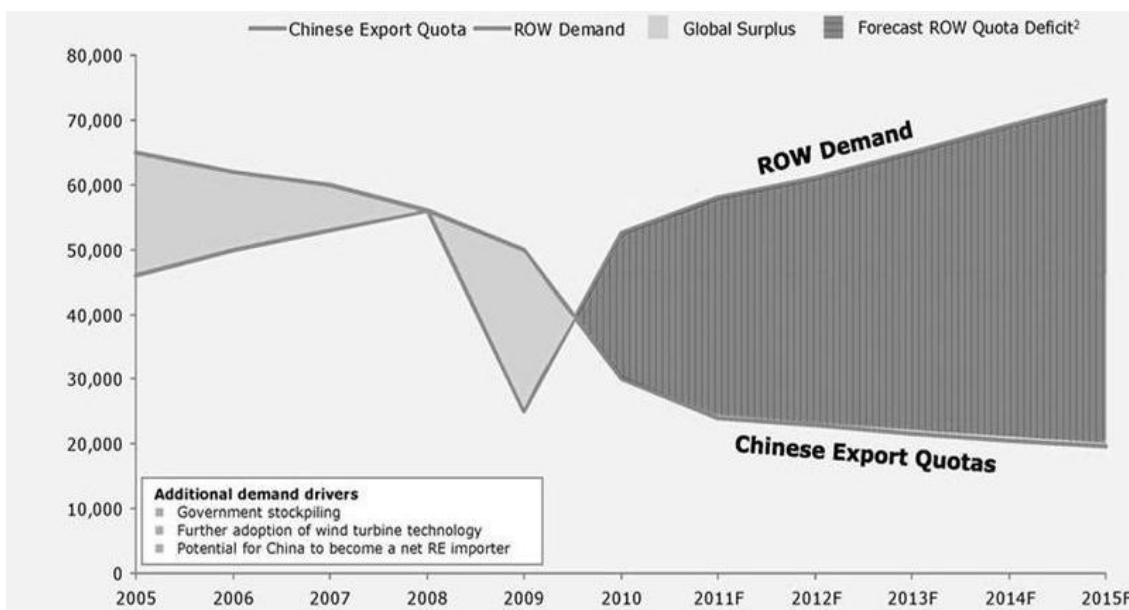 Chinese Export Quota ROW Demand Global Surplus Forecast ROW Quota Deficit²
80,000
70,000
60,000
50,000
40,000
30,000
20,000
10,000
0
ROW Demand
Chinese Export Quotas
Additional demand drivers
Government stockpiling
Further adoption of wind turbine technology
Potential for China to become a net RE importer
2005 2006 2007 2008 2009 2010 2011F 2012F 2013F 2014F 2015F